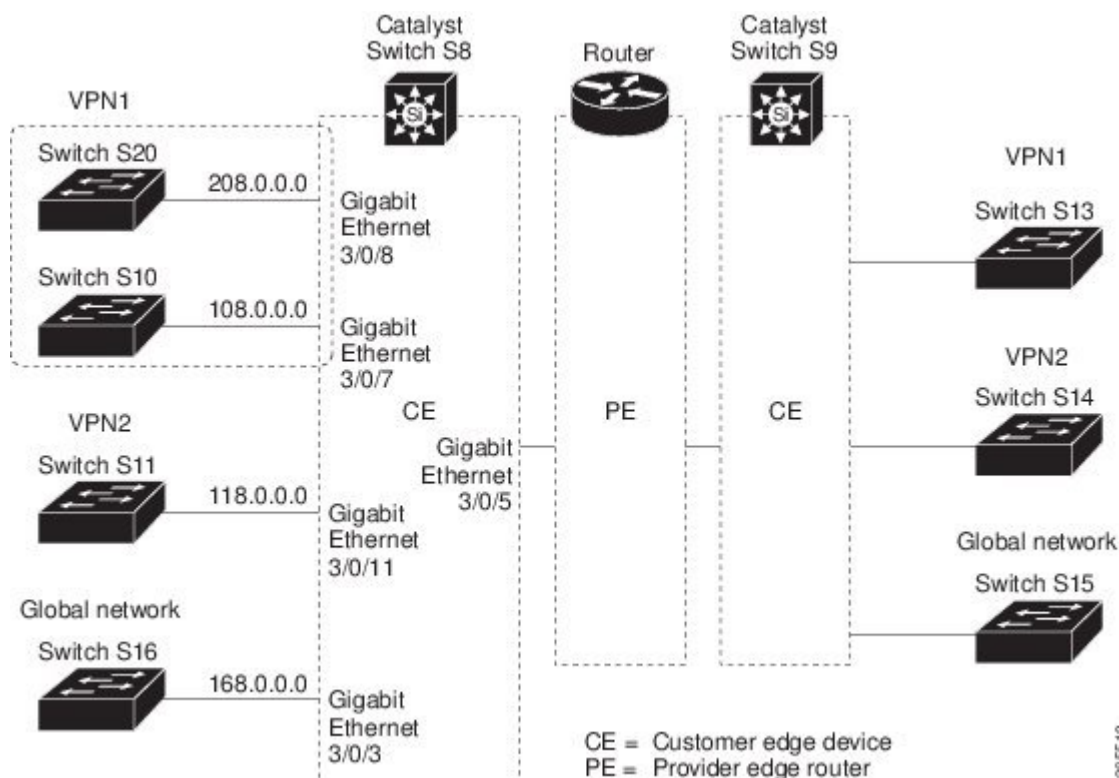 Catalyst
Switch S8
Router
Catalyst
Switch S9
Si
Si
VPN1
Switch S20
208.0.0.0
Gigabit
Ethernet
3/0/8
Switch S10
108.0.0.0
Gigabit
Ethernet
3/0/7
VPN2
Switch S11
118.0.0.0
Gigabit
Ethernet
3/0/11
Global network
Switch S16
168.0.0.0
Gigabit
Ethernet
3/0/3
CE
Gigabit
Ethernet
3/0/5
PE
CE
VPN1
Switch S13
VPN2
Switch S14
Global network
Switch S15
CE = Customer edge device
PE = Provider edge router